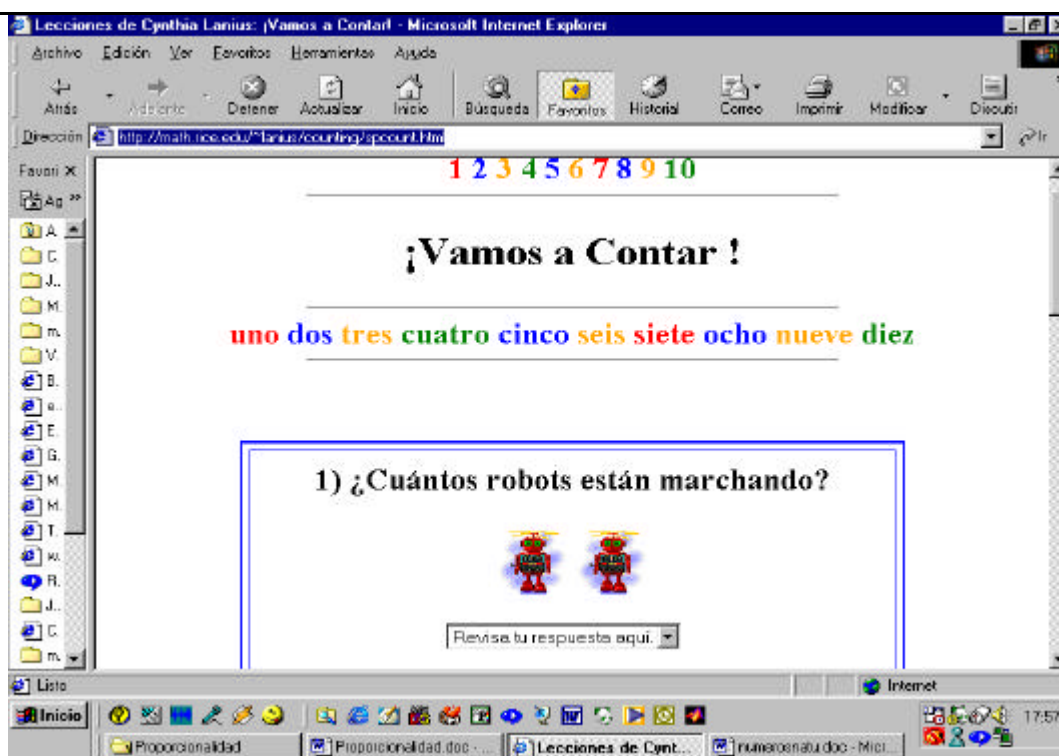 Lecciones de Cynthia Lanius: ¡Vamos a Contar! - Microsoft Internet Explorer
Archivo Edición Ver Favoritos Herramientas Ayuda
Atrás Adelante Detener Actualizar Inicio Búsqueda Favoritos Historial Correo Imprimir Modificar Discutir
Dirección http://math.rice.edu/~lanius/counting/spcount.htm Ir
Favori
Ag
1 2 3 4 5 6 7 8 9 10
¡Vamos a Contar !
uno dos tres cuatro cinco seis siete ocho nueve diez
1) ¿Cuántos robots están marchando?
Revisa tu respuesta aquí.
A
C
J..
M.
m.
V.
B.
e..
E.
G.
M
M.
T.
w.
R.
J..
C.
m.
Listo Internet
Inicio 17:57
Proporcionalidad Proporcionalidad.doc - ... Lecciones de Cynt... numerosnatu.doc - Micr...